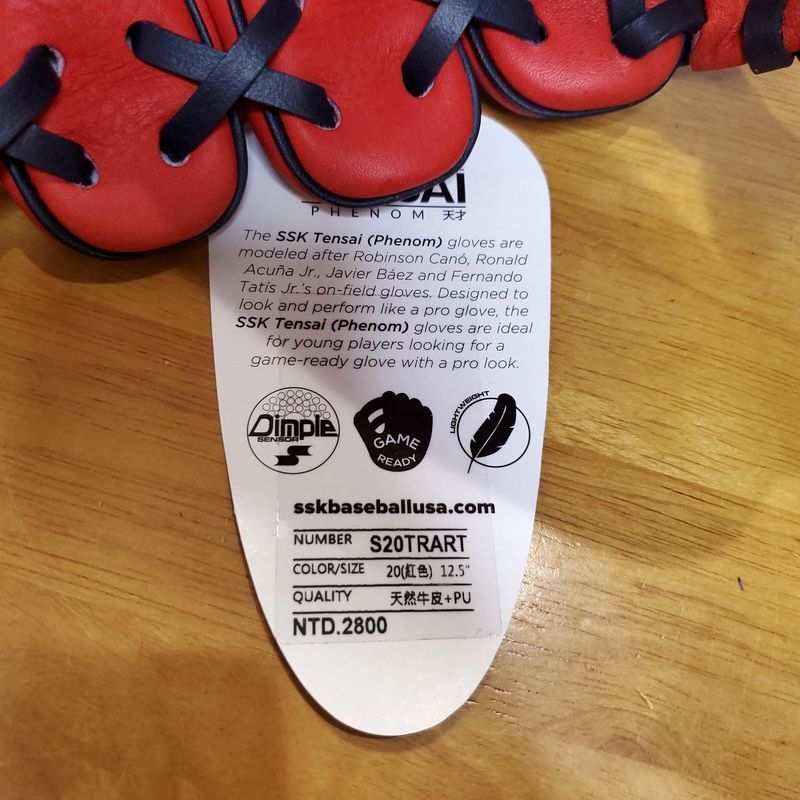 PHENOM 天才
The SSK Tensai (Phenom) gloves are
modeled after Robinson Canó, Ronald
Acuña Jr., Javier Báez and Fernando
Tatís Jr.'s on-field gloves. Designed to
look and perform like a pro glove, the
SSK Tensai (Phenom) gloves are ideal
for young players looking for a
game-ready glove with a pro look.
Dimple
SENSOR
GAME
READY
LIGHTWEIGHT
sskbaseballusa.com
NUMBER S20TRART
COLOR/SIZE 20(紅色) 12.5"
QUALITY 天然牛皮+PU
NTD.2800